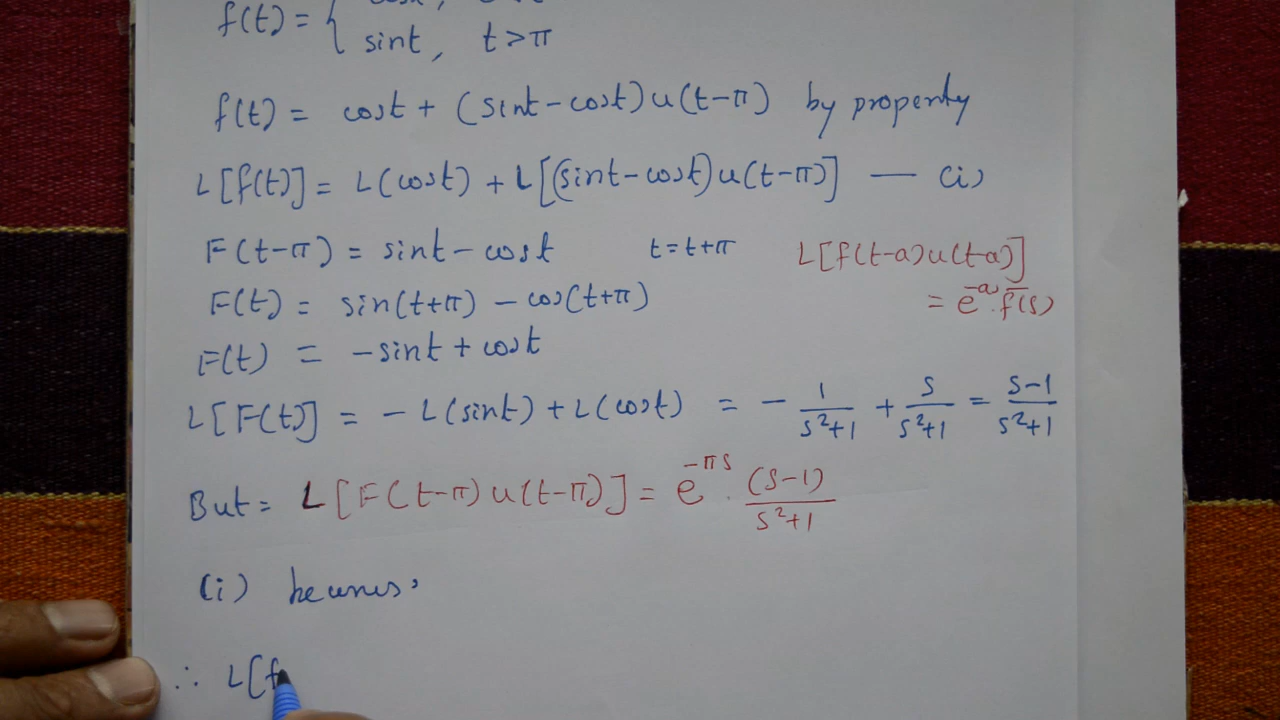 f(t) = {
sint, t>π
f(t) = cost + (sint-cost)u(t-π) by property
L[f(t)] = L(cost) + L[(sint-cost)u(t-π)] — (i)
F(t-π) = sint - cost t=t+π L[f(t-a)u(t-a)]
F(t) = sin(t+π) - cos(t+π) = e^-as . f̄(s)
F(t) = -sint + cost
L[F(t)] = -L(sint) + L(cost) = - 1/(s²+1) + s/(s²+1) = (s-1)/(s²+1)
But = L[F(t-π)u(t-π)] = e^-πs . (s-1)/(s²+1)
(i) becomes,
∴ L[f